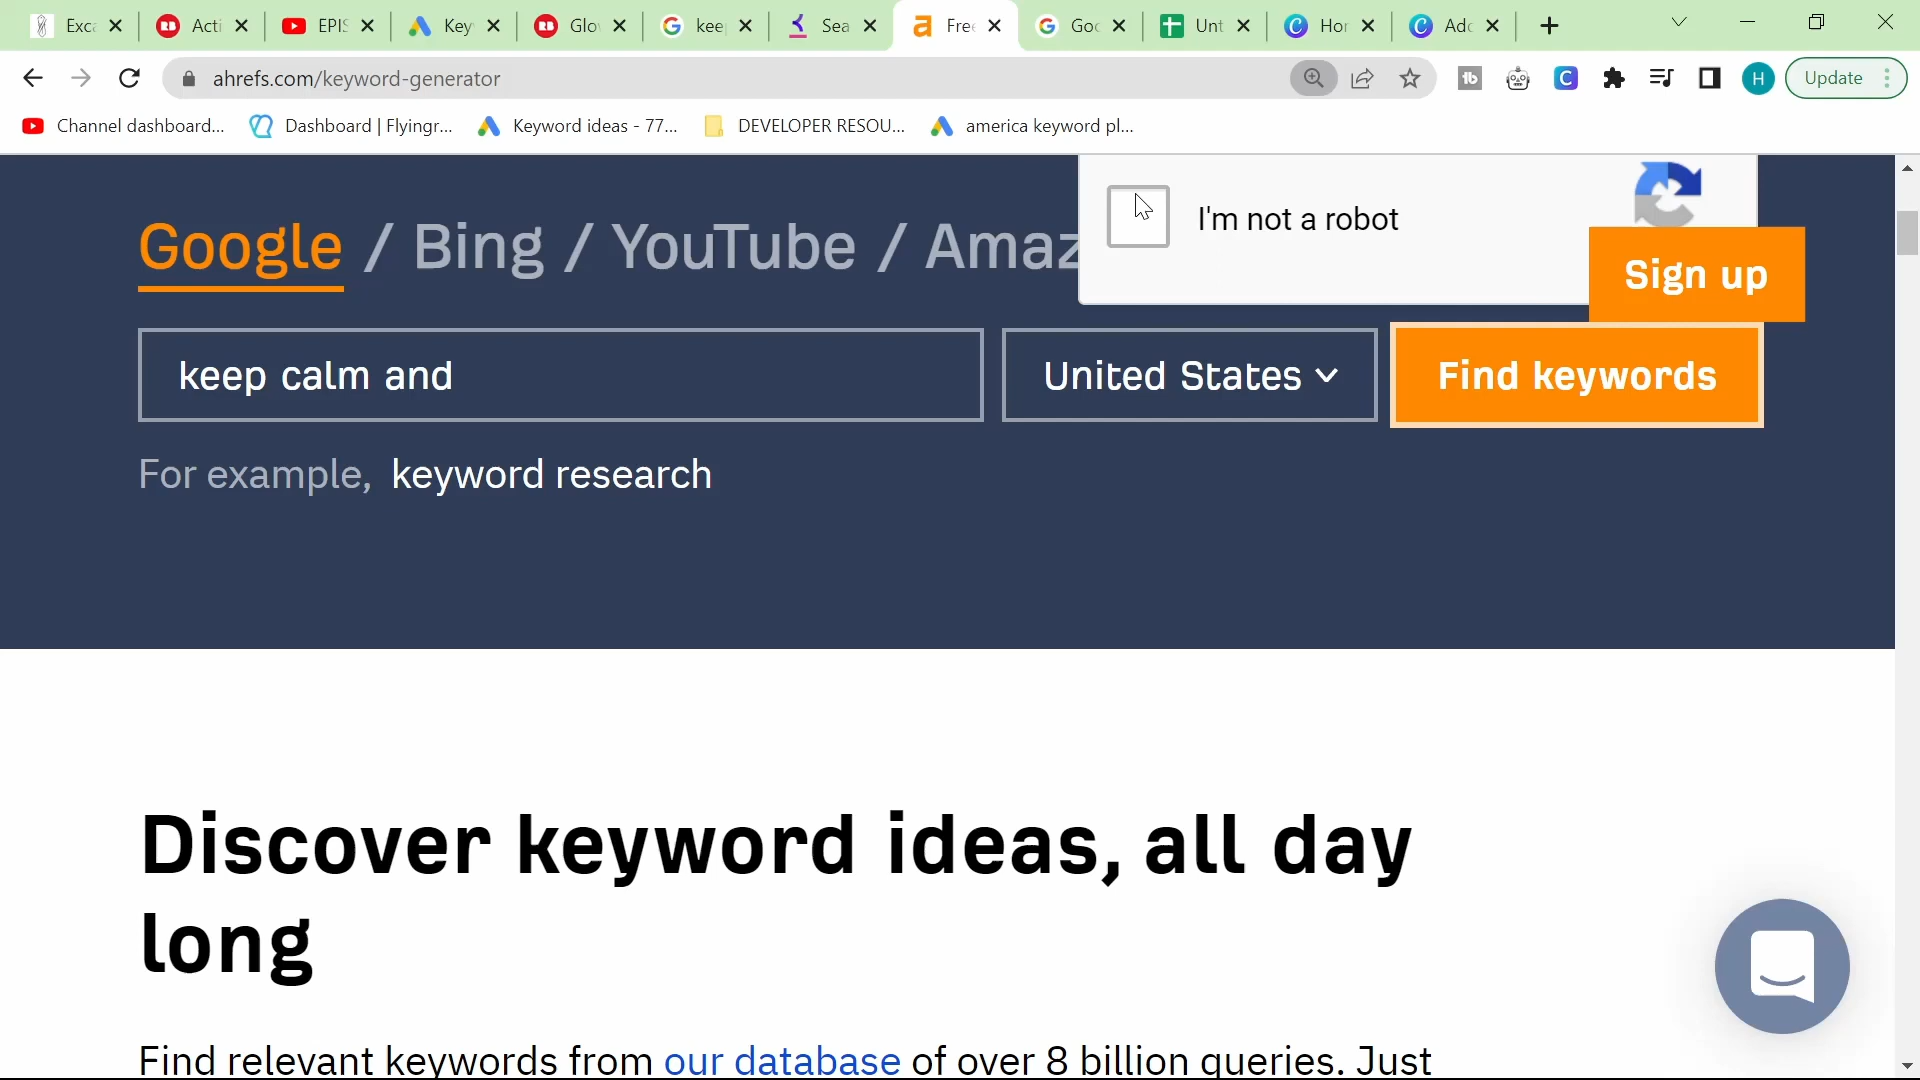 Exca
Acti
EPIS
Key
Glo
kee
Sea
Free
Goo
Unt
Hor
Add
ahrefs.com/keyword-generator
H
Update
Channel dashboard...
Dashboard | Flyingr...
Keyword ideas - 77...
DEVELOPER RESOU...
america keyword pl...
Google / Bing / YouTube / Amaz
I'm not a robot
Sign up
keep calm and
United States
Find keywords
For example, keyword research
Discover keyword ideas, all day
long
Find relevant keywords from our database of over 8 billion queries. Just